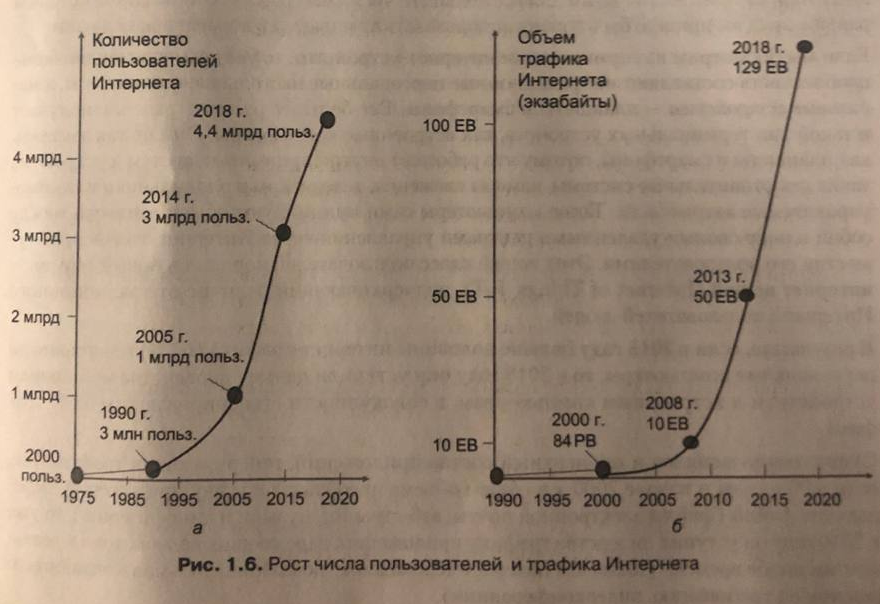 Количество
пользователей
Интернета
2018 г.
4,4 млрд польз.
4 млрд
2014 г.
3 млрд польз.
3 млрд
2 млрд
2005 г.
1 млрд польз.
1 млрд
1990 г.
3 млн польз.
2000
польз.
1975 1985 1995 2005 2015 2020
а
Объем
трафика
Интернета
(экзабайты)
2018 г.
129 EB
100 EB
2013 г.
50 EB
50 EB
2008 г.
10 EB
2000 г.
84 PB
10 EB
1990 1995 2000 2005 2010 2015 2020
б
Рис. 1.6. Рост числа пользователей и трафика Интернета